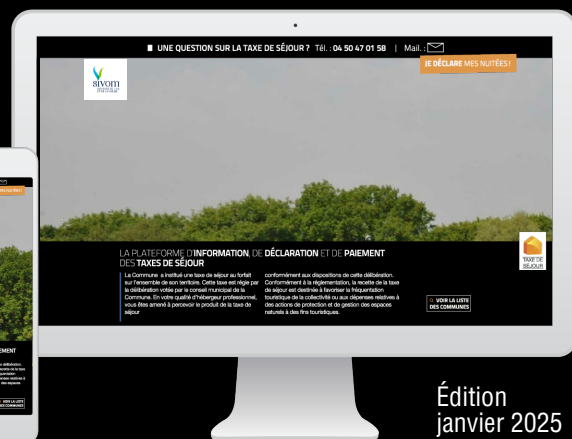 UNE QUESTION SUR LA TAXE DE SÉJOUR ? Tél. : 04 50 47 01 58 | Mail. :
JE DÉCLARE MES NUITÉES !
sivom
LA PLATEFORME D'INFORMATION, DE DÉCLARATION ET DE PAIEMENT
DES TAXES DE SÉJOUR
La Commune a institué une taxe de séjour au forfait
sur l'ensemble de son territoire. Cette taxe est régie par
la délibération votée par le conseil municipal de la
Commune. En votre qualité d'hébergeur professionnel,
vous êtes amené à percevoir le produit de la taxe de
séjour
conformément aux dispositions de cette délibération.
Conformément à la réglementation, la recette de la taxe
de séjour est destinée à favoriser la fréquentation
touristique de la collectivité ou aux dépenses relatives à
des actions de protection et de gestion des espaces
naturels à des fins touristiques.
VOIR LA LISTE
DES COMMUNES
TAXE DE
SÉJOUR
Édition
janvier 2025